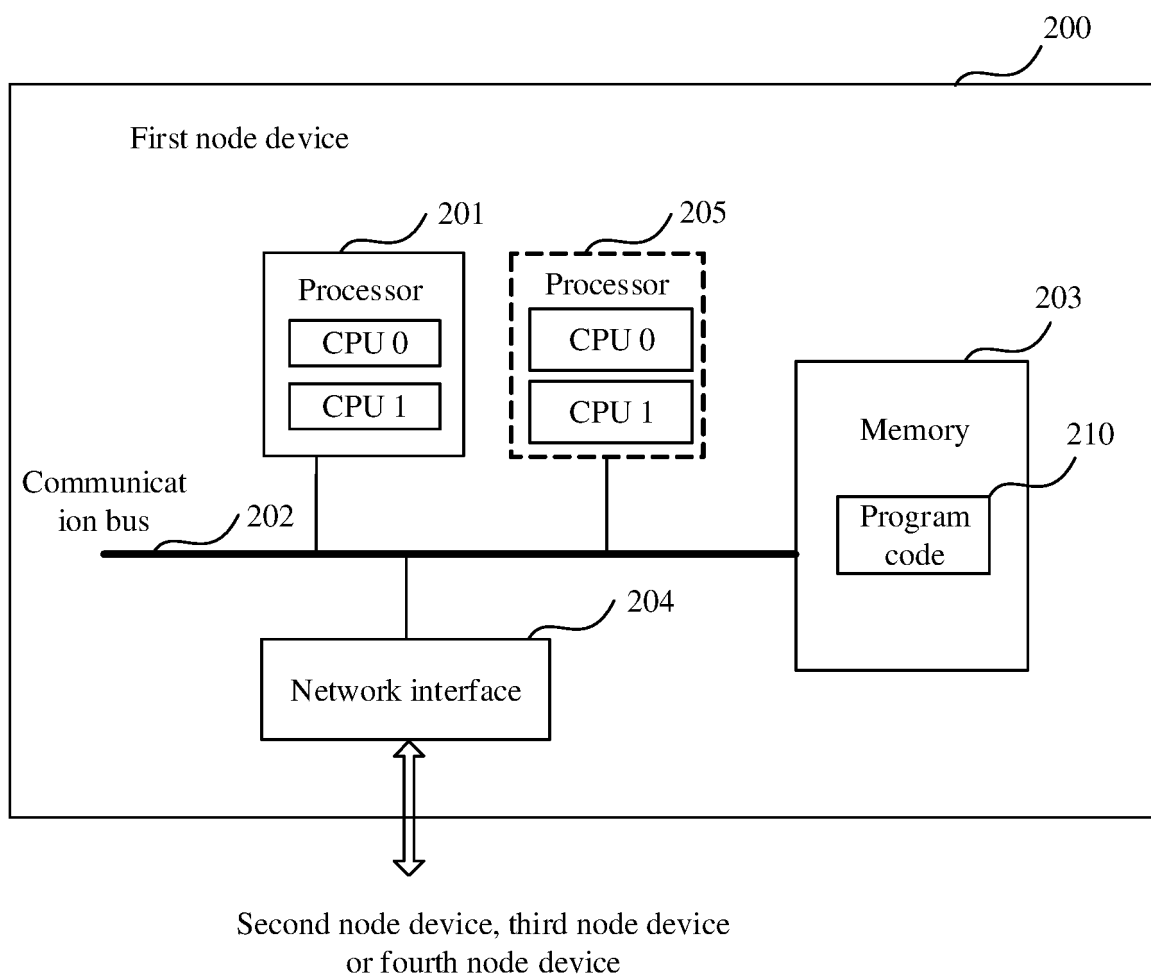 200
First node device
201
205
Processor
CPU 0
CPU 1
Processor
CPU 0
CPU 1
203
Memory
210
Program
code
Communicat
ion bus
202
204
Network interface
Second node device, third node device
or fourth node device